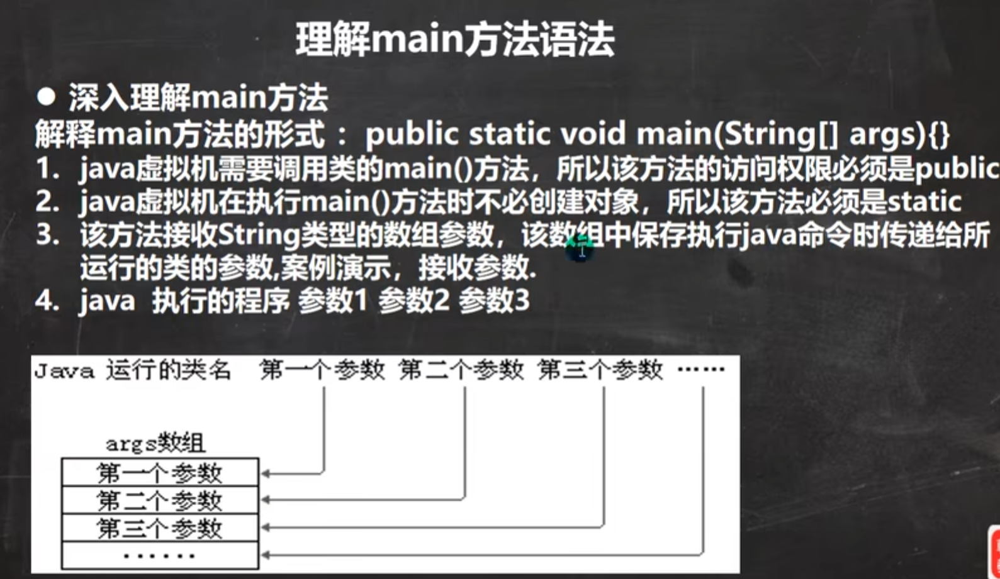 理解main方法语法
● 深入理解main方法
解释main方法的形式： public static void main(String[] args){}
1. java虚拟机需要调用类的main()方法，所以该方法的访问权限必须是public
2. java虚拟机在执行main()方法时不必创建对象，所以该方法必须是static
3. 该方法接收String类型的数组参数，该数组中保存执行java命令时传递给所
运行的类的参数,案例演示，接收参数.
4. java 执行的程序 参数1 参数2 参数3
Java 运行的类名 第一个参数 第二个参数 第三个参数 ……
args数组
第一个参数
第二个参数
第三个参数
……